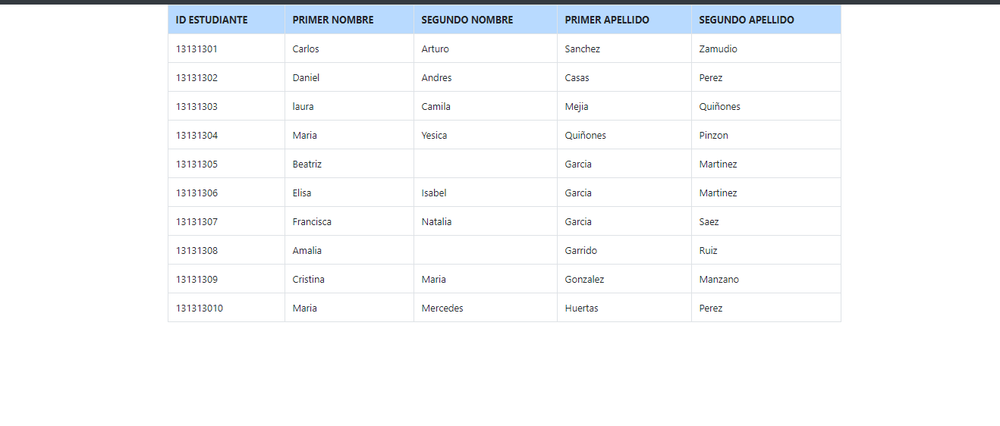 ID ESTUDIANTE PRIMER NOMBRE SEGUNDO NOMBRE PRIMER APELLIDO SEGUNDO APELLIDO
13131301 Carlos Arturo Sanchez Zamudio
13131302 Daniel Andres Casas Perez
13131303 laura Camila Mejia Quiñones
13131304 Maria Yesica Quiñones Pinzon
13131305 Beatriz Garcia Martinez
13131306 Elisa Isabel Garcia Martinez
13131307 Francisca Natalia Garcia Saez
13131308 Amalia Garrido Ruiz
13131309 Cristina Maria Gonzalez Manzano
131313010 Maria Mercedes Huertas Perez